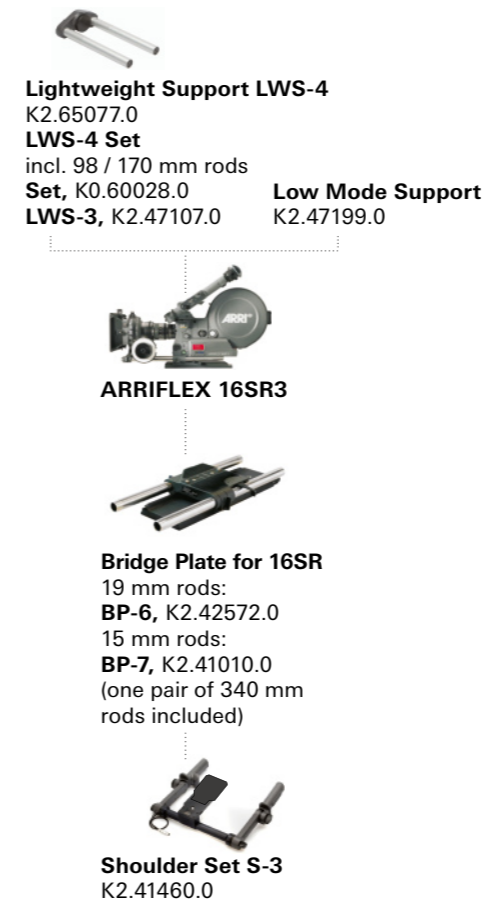 Lightweight Support LWS-4
K2.65077.0
LWS-4 Set
incl. 98 / 170 mm rods
Set, K0.60028.0
LWS-3, K2.47107.0
Low Mode Support
K2.47199.0
ARRI
ARRIFLEX 16SR3
Bridge Plate for 16SR
19 mm rods:
BP-6, K2.42572.0
15 mm rods:
BP-7, K2.41010.0
(one pair of 340 mm
rods included)
Shoulder Set S-3
K2.41460.0